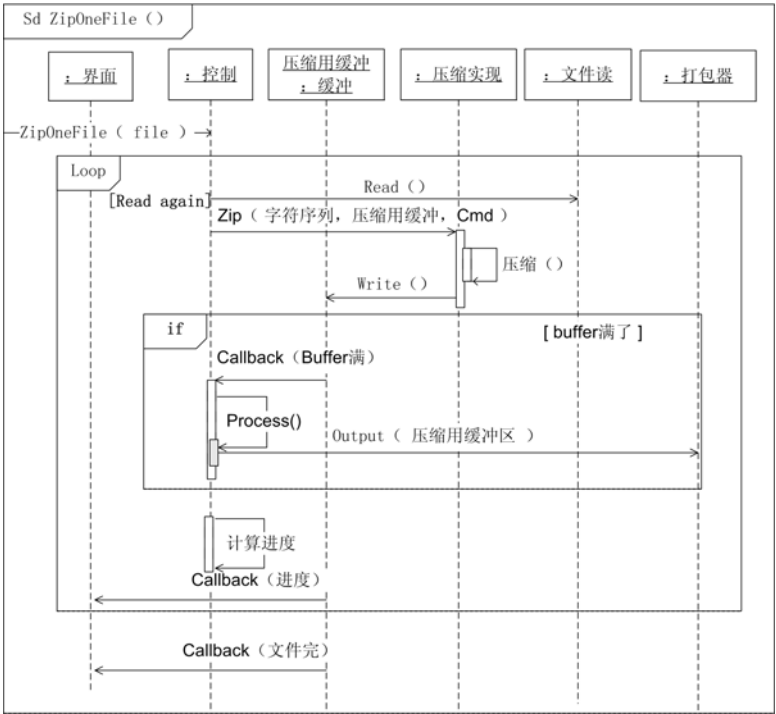 Sd ZipOneFile（）
：界面
：控制
压缩用缓冲
：缓冲
：压缩实现
：文件读
：打包器
ZipOneFile（ file ）
Loop
[Read again]
Read（）
Zip（ 字符序列，压缩用缓冲，Cmd ）
压缩（）
Write（）
if
[ buffer满了 ]
Callback（Buffer满）
Process()
Output（ 压缩用缓冲区 ）
计算进度
Callback（进度）
Callback（文件完）